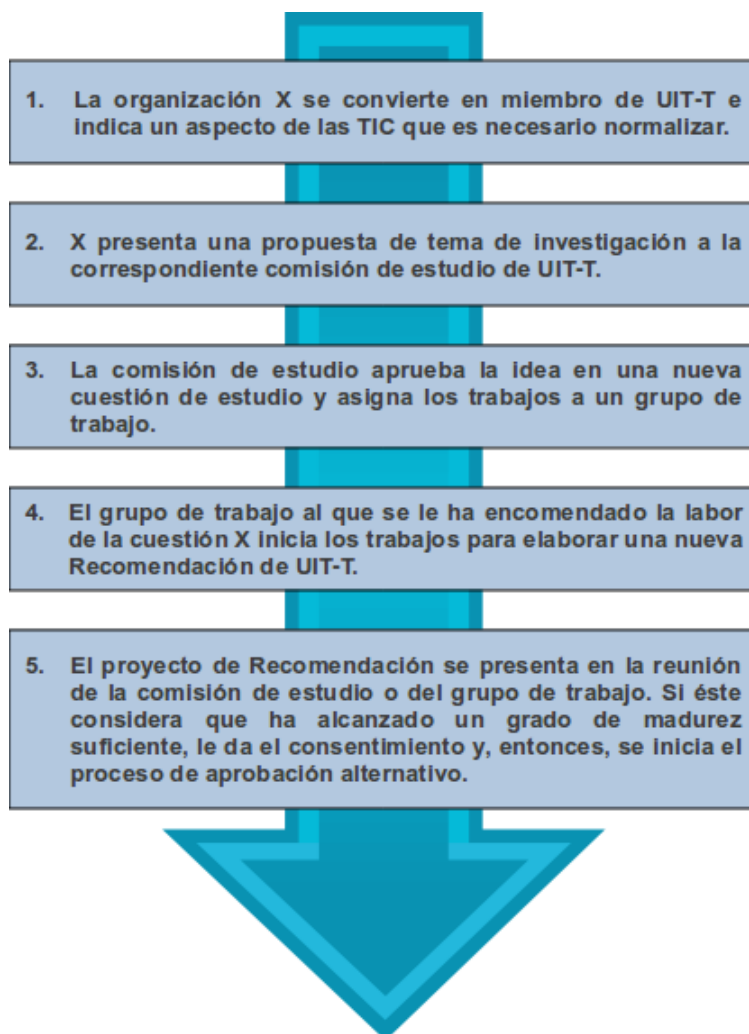 1. La organización X se convierte en miembro de UIT-T e
indica un aspecto de las TIC que es necesario normalizar.
2. X presenta una propuesta de tema de investigación a la
correspondiente comisión de estudio de UIT-T.
3. La comisión de estudio aprueba la idea en una nueva
cuestión de estudio y asigna los trabajos a un grupo de
trabajo.
4. El grupo de trabajo al que se le ha encomendado la labor
de la cuestión X inicia los trabajos para elaborar una nueva
Recomendación de UIT-T.
5. El proyecto de Recomendación se presenta en la reunión
de la comisión de estudio o del grupo de trabajo. Si éste
considera que ha alcanzado un grado de madurez
suficiente, le da el consentimiento y, entonces, se inicia el
proceso de aprobación alternativo.